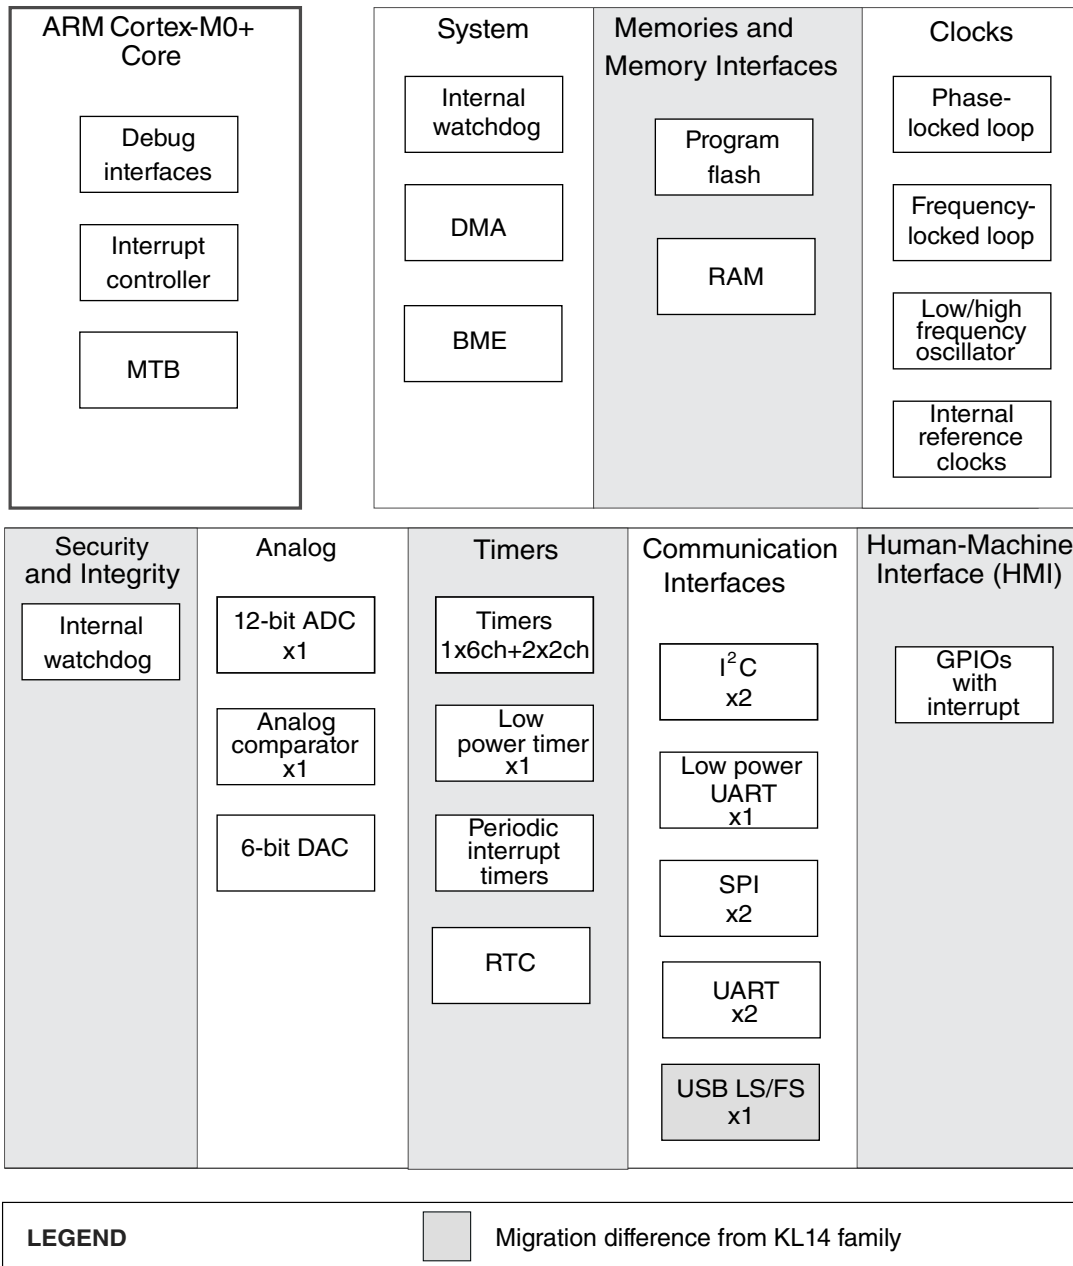 ARM Cortex-M0+
Core
Debug
interfaces
Interrupt
controller
MTB
System
Internal
watchdog
DMA
BME
Memories and
Memory Interfaces
Program
flash
RAM
Clocks
Phase-
locked loop
Frequency-
locked loop
Low/high
frequency
oscillator
Internal
reference
clocks
Security
and Integrity
Internal
watchdog
Analog
12-bit ADC
x1
Analog
comparator
x1
6-bit DAC
Timers
Timers
1x6ch+2x2ch
Low
power timer
x1
Periodic
interrupt
timers
RTC
Communication
Interfaces
I²C
x2
Low power
UART
x1
SPI
x2
UART
x2
USB LS/FS
x1
Human-Machine
Interface (HMI)
GPIOs
with
interrupt
LEGEND
Migration difference from KL14 family